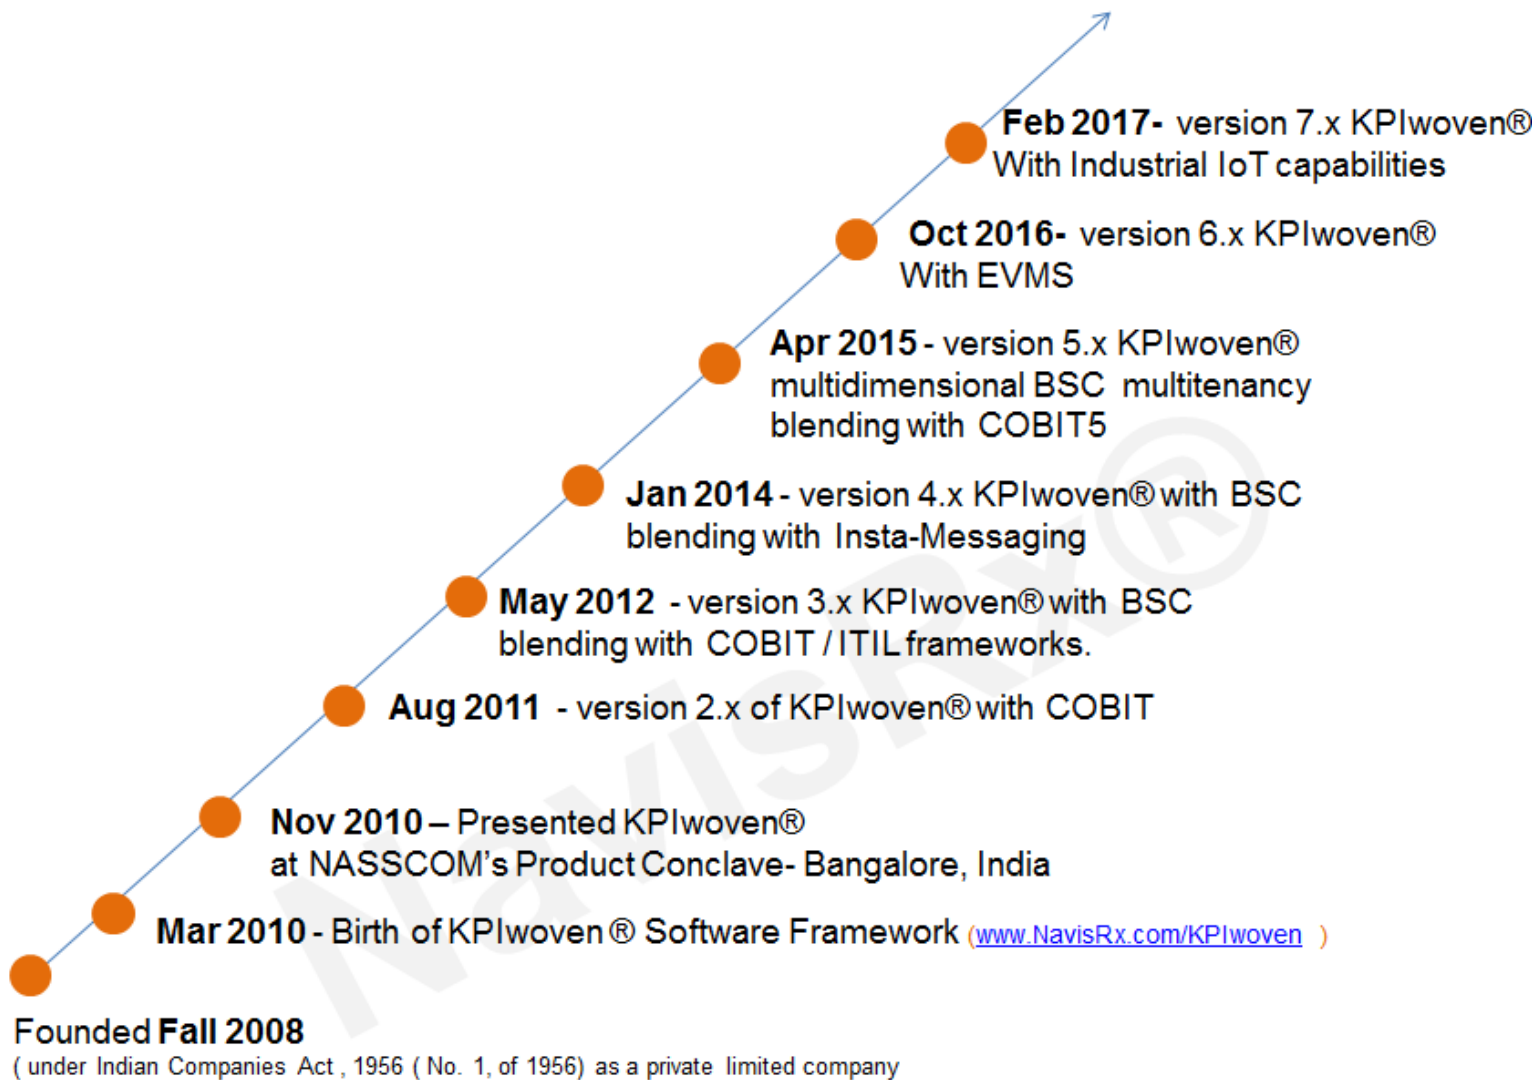 Feb 2017- version 7.x KPIwoven®
With Industrial IoT capabilities
Oct 2016- version 6.x KPIwoven®
With EVMS
Apr 2015 - version 5.x KPIwoven®
multidimensional BSC multitenancy
blending with COBIT5
Jan 2014 - version 4.x KPIwoven® with BSC
blending with Insta-Messaging
May 2012 - version 3.x KPIwoven® with BSC
blending with COBIT / ITIL frameworks.
Aug 2011 - version 2.x of KPIwoven® with COBIT
Nov 2010 – Presented KPIwoven®
at NASSCOM’s Product Conclave- Bangalore, India
Mar 2010 - Birth of KPIwoven ® Software Framework (www.NavisRx.com/KPIwoven )
Founded Fall 2008
( under Indian Companies Act , 1956 ( No. 1, of 1956) as a private limited company
NavisRx®